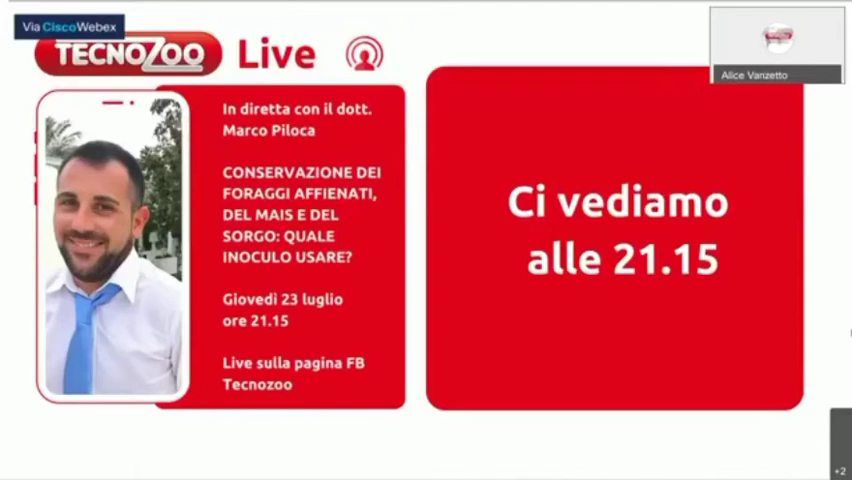 Via CiscoWebex
TECNOZOO Live
Alice Vanzetto
In diretta con il dott.
Marco Piloca
CONSERVAZIONE DEI
FORAGGI AFFIENATI,
DEL MAIS E DEL
SORGO: QUALE
INOCULO USARE?
Giovedì 23 luglio
ore 21.15
Live sulla pagina FB
Tecnozoo
Ci vediamo
alle 21.15
+2